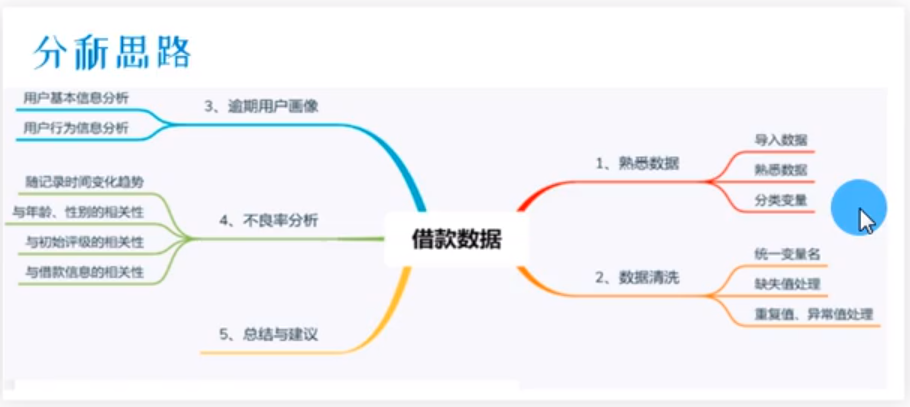 分析思路
借款数据
1、熟悉数据
导入数据
熟悉数据
分类变量
2、数据清洗
统一变量名
缺失值处理
重复值、异常值处理
3、逾期用户画像
用户基本信息分析
用户行为信息分析
4、不良率分析
随记录时间变化趋势
与年龄、性别的相关性
与初始评级的相关性
与借款信息的相关性
5、总结与建议